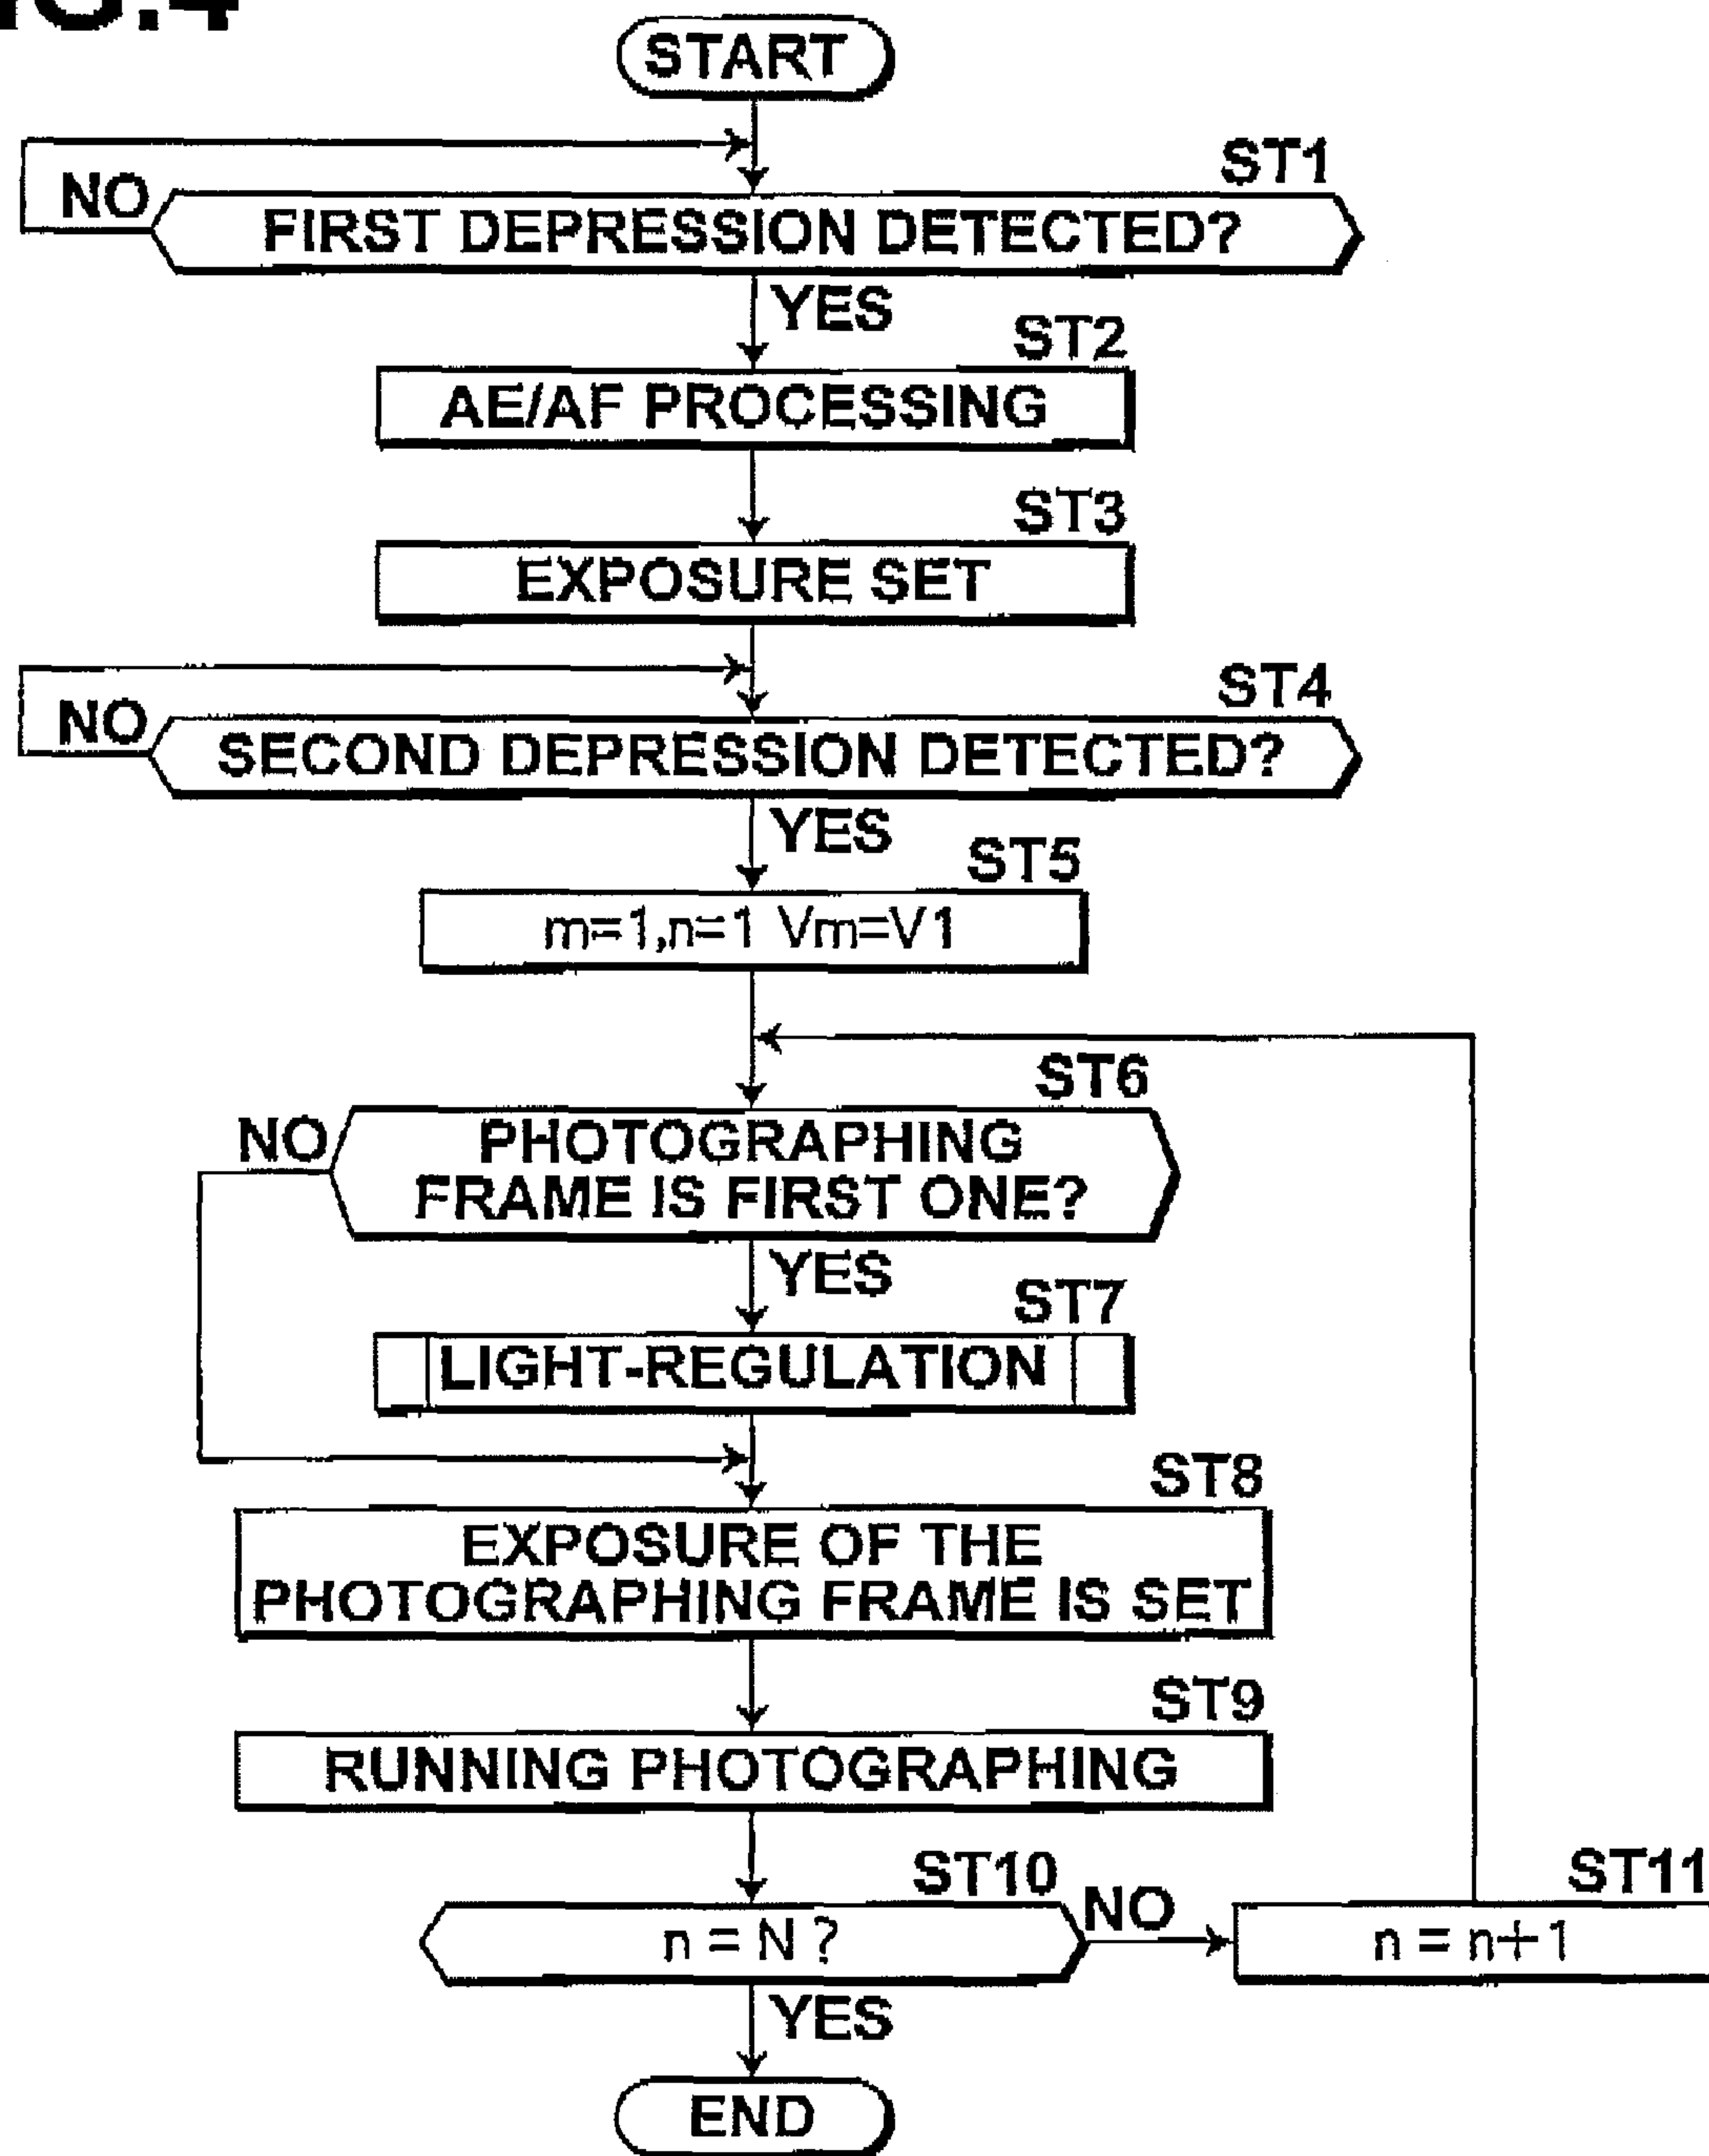 START
ST1
NO
FIRST DEPRESSION DETECTED?
YES
ST2
AE/AF PROCESSING
ST3
EXPOSURE SET
ST4
NO
SECOND DEPRESSION DETECTED?
YES
ST5
m=1,n=1 Vm=V1
ST6
NO
PHOTOGRAPHING
FRAME IS FIRST ONE?
YES
ST7
LIGHT-REGULATION
ST8
EXPOSURE OF THE
PHOTOGRAPHING FRAME IS SET
ST9
RUNNING PHOTOGRAPHING
ST10
n = N ?
NO
ST11
n = n+1
YES
END